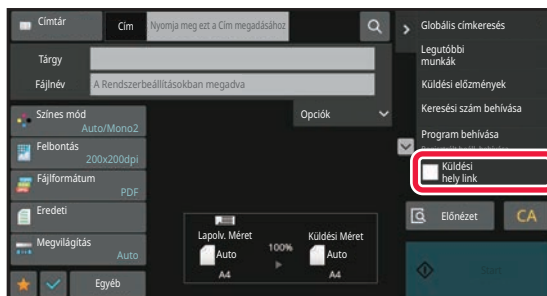 Címtár
Cím
Nyomja meg ezt a Cím megadásához
Tárgy
Fájlnév
A Rendszerbeállításokban megadva
Opciók
Színes mód
Auto/Mono2
Felbontás
200x200dpi
Fájlformátum
PDF
Eredeti
Megvilágítás
Auto
Egyéb
Lapolv. Méret
Auto
A4
100%
Küldési Méret
Auto
A4
Globális címkeresés
Legutóbbi
munkák
Küldési előzmények
Keresési szám behívása
Program behívása
Küldési
hely link
Előnézet
CA
Start